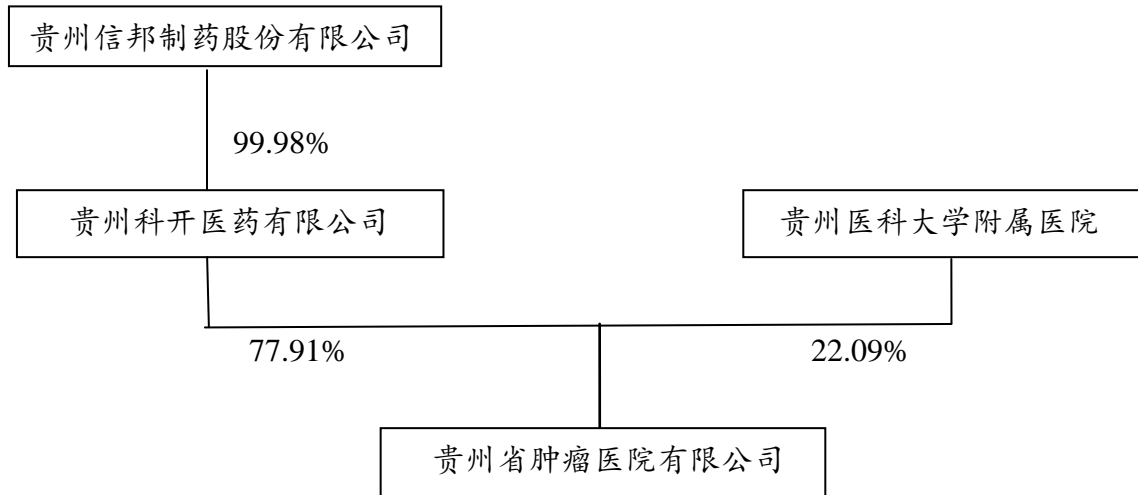 贵州信邦制药股份有限公司
99.98%
贵州科开医药有限公司
贵州医科大学附属医院
77.91%
22.09%
贵州省肿瘤医院有限公司